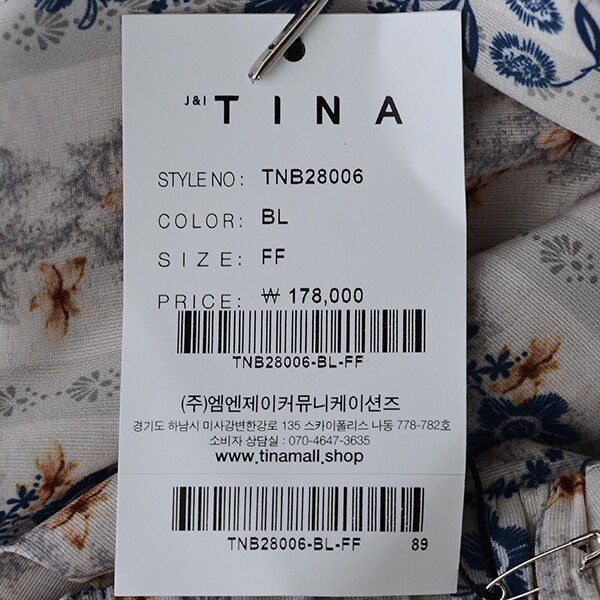 J&I TINA
STYLE NO: TNB28006
COLOR: BL
SIZE: FF
PRICE: ₩ 178,000
TNB28006-BL-FF
(주)엠엔제이커뮤니케이션즈
경기도 하남시 미사강변한강로 135 스카이폴리스 나동 778-782호
소비자 상담실 : 070-4647-3635
www.tinamall.shop
TNB28006-BL-FF 89